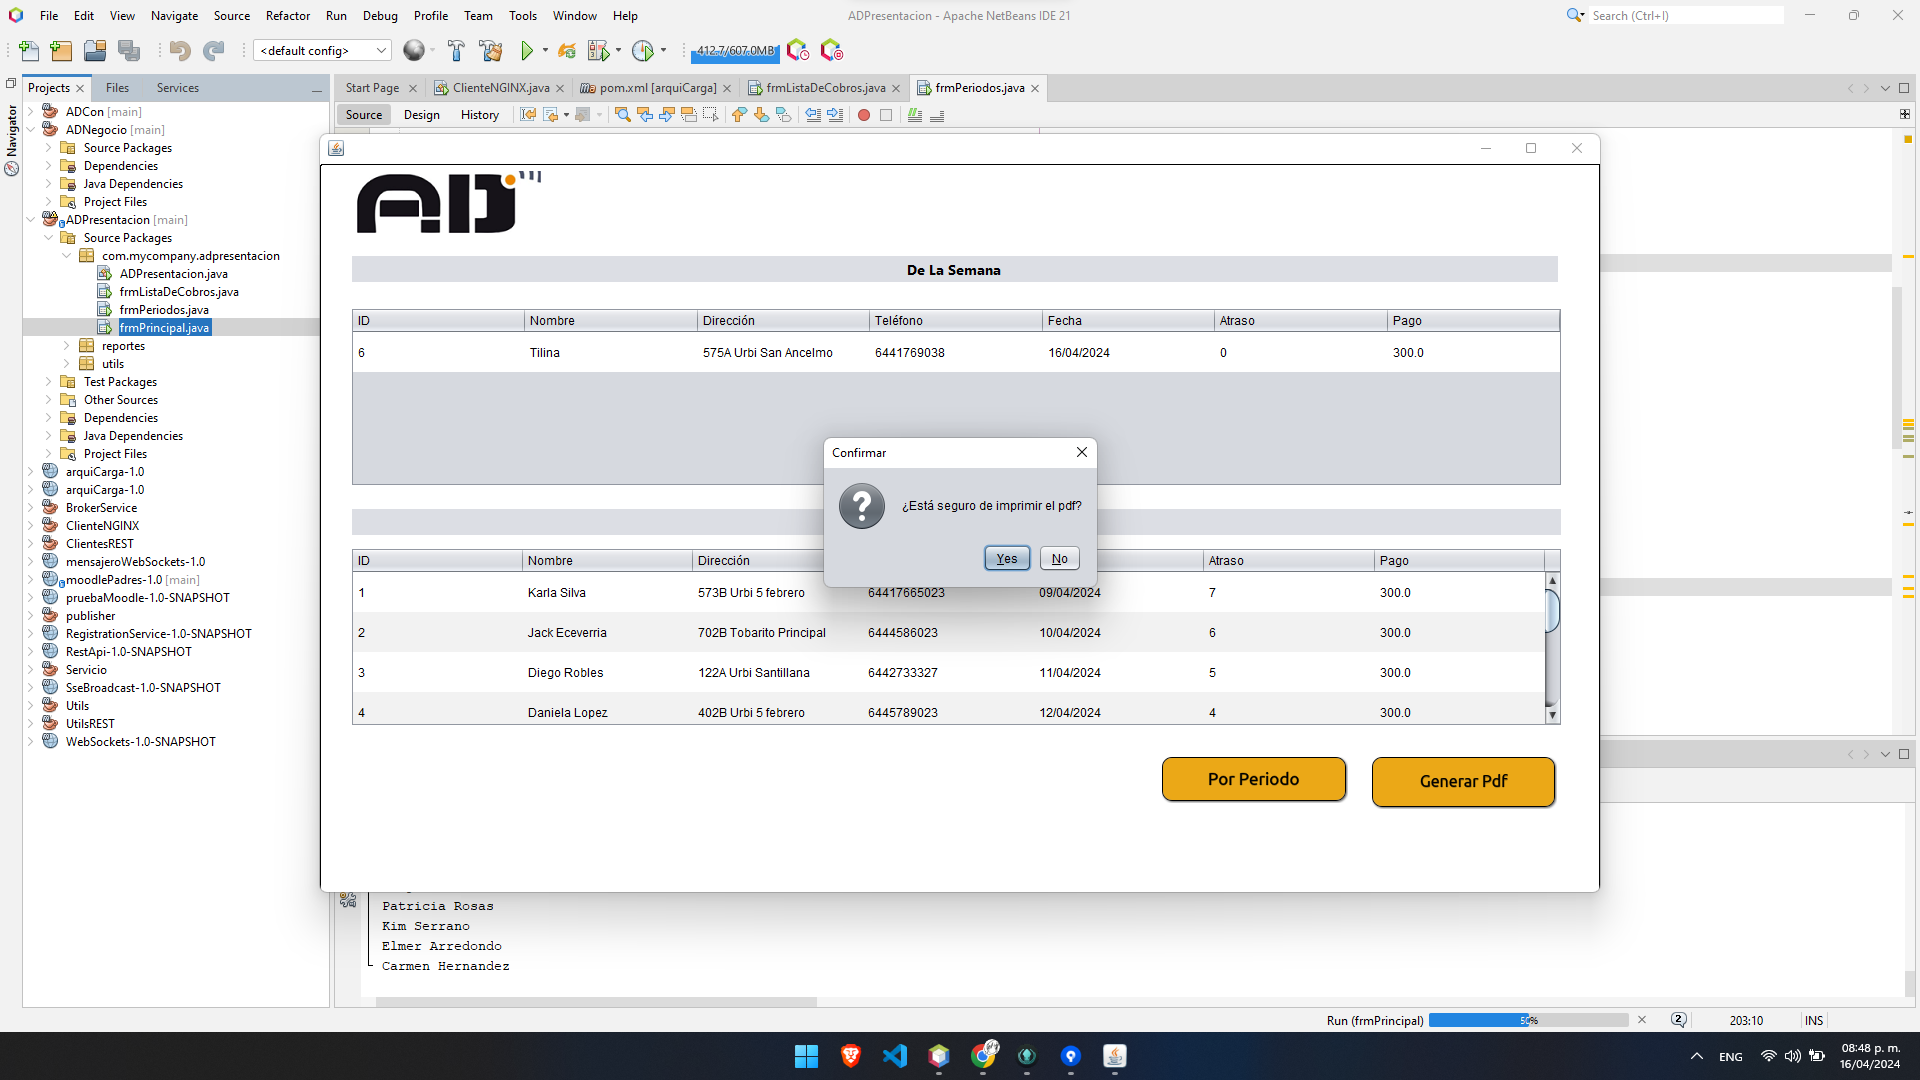 File Edit View Navigate Source Refactor Run Debug Profile Team Tools Window Help
ADPresentacion - Apache NetBeans IDE 21
Search (Ctrl+I)
<default config>
412.7/607.0MB
Projects Files Services
Start Page ClienteNGINX.java pom.xml [arquiCarga] frmListaDeCobros.java frmPeriodos.java
Source Design History
Navigator
ADCon [main]
ADNegocio [main]
Source Packages
Dependencies
Java Dependencies
Project Files
ADPresentacion [main]
Source Packages
com.mycompany.adpresentacion
ADPresentacion.java
frmListaDeCobros.java
frmPeriodos.java
frmPrincipal.java
reportes
utils
Test Packages
Other Sources
Dependencies
Java Dependencies
Project Files
arquiCarga-1.0
arquiCarga-1.0
BrokerService
ClienteNGINX
ClientesREST
mensajeroWebSockets-1.0
moodlePadres-1.0 [main]
pruebaMoodle-1.0-SNAPSHOT
publisher
RegistrationService-1.0-SNAPSHOT
RestApi-1.0-SNAPSHOT
Servicio
SseBroadcast-1.0-SNAPSHOT
Utils
UtilsREST
WebSockets-1.0-SNAPSHOT
AD
De La Semana
ID Nombre Dirección Teléfono Fecha Atraso Pago
6 Tilina 575A Urbi San Ancelmo 6441769038 16/04/2024 0 300.0
Confirmar
¿Está seguro de imprimir el pdf?
Yes No
ID Nombre Dirección Atraso Pago
1 Karla Silva 573B Urbi 5 febrero 64417665023 09/04/2024 7 300.0
2 Jack Eceverria 702B Tobarito Principal 6444586023 10/04/2024 6 300.0
3 Diego Robles 122A Urbi Santillana 6442733327 11/04/2024 5 300.0
4 Daniela Lopez 402B Urbi 5 febrero 6445789023 12/04/2024 4 300.0
Por Periodo
Generar Pdf
Patricia Rosas
Kim Serrano
Elmer Arredondo
Carmen Hernandez
Run (frmPrincipal) 50% 2 203:10 INS
ENG
08:48 p. m.
16/04/2024